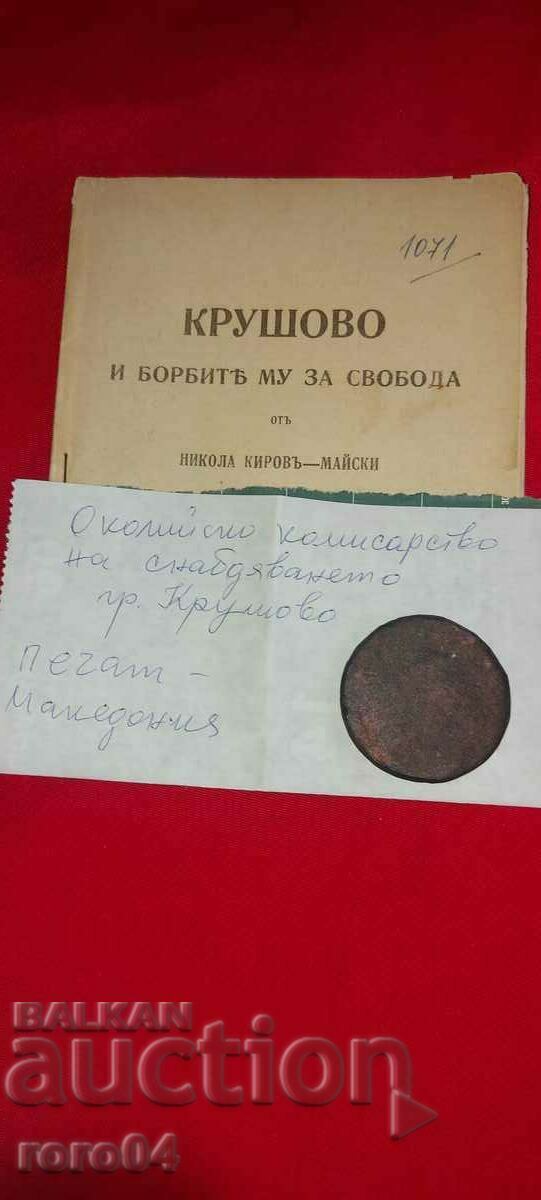 1071
КРУШОВО
И БОРБИТѢ МУ ЗА СВОБОДА
отъ
НИКОЛА КИРОВЪ—МАЙСКИ
Околийско комисарство
на снабдяването
гр. Крушово
печат –
Македония
BALKAN
auction
roro04